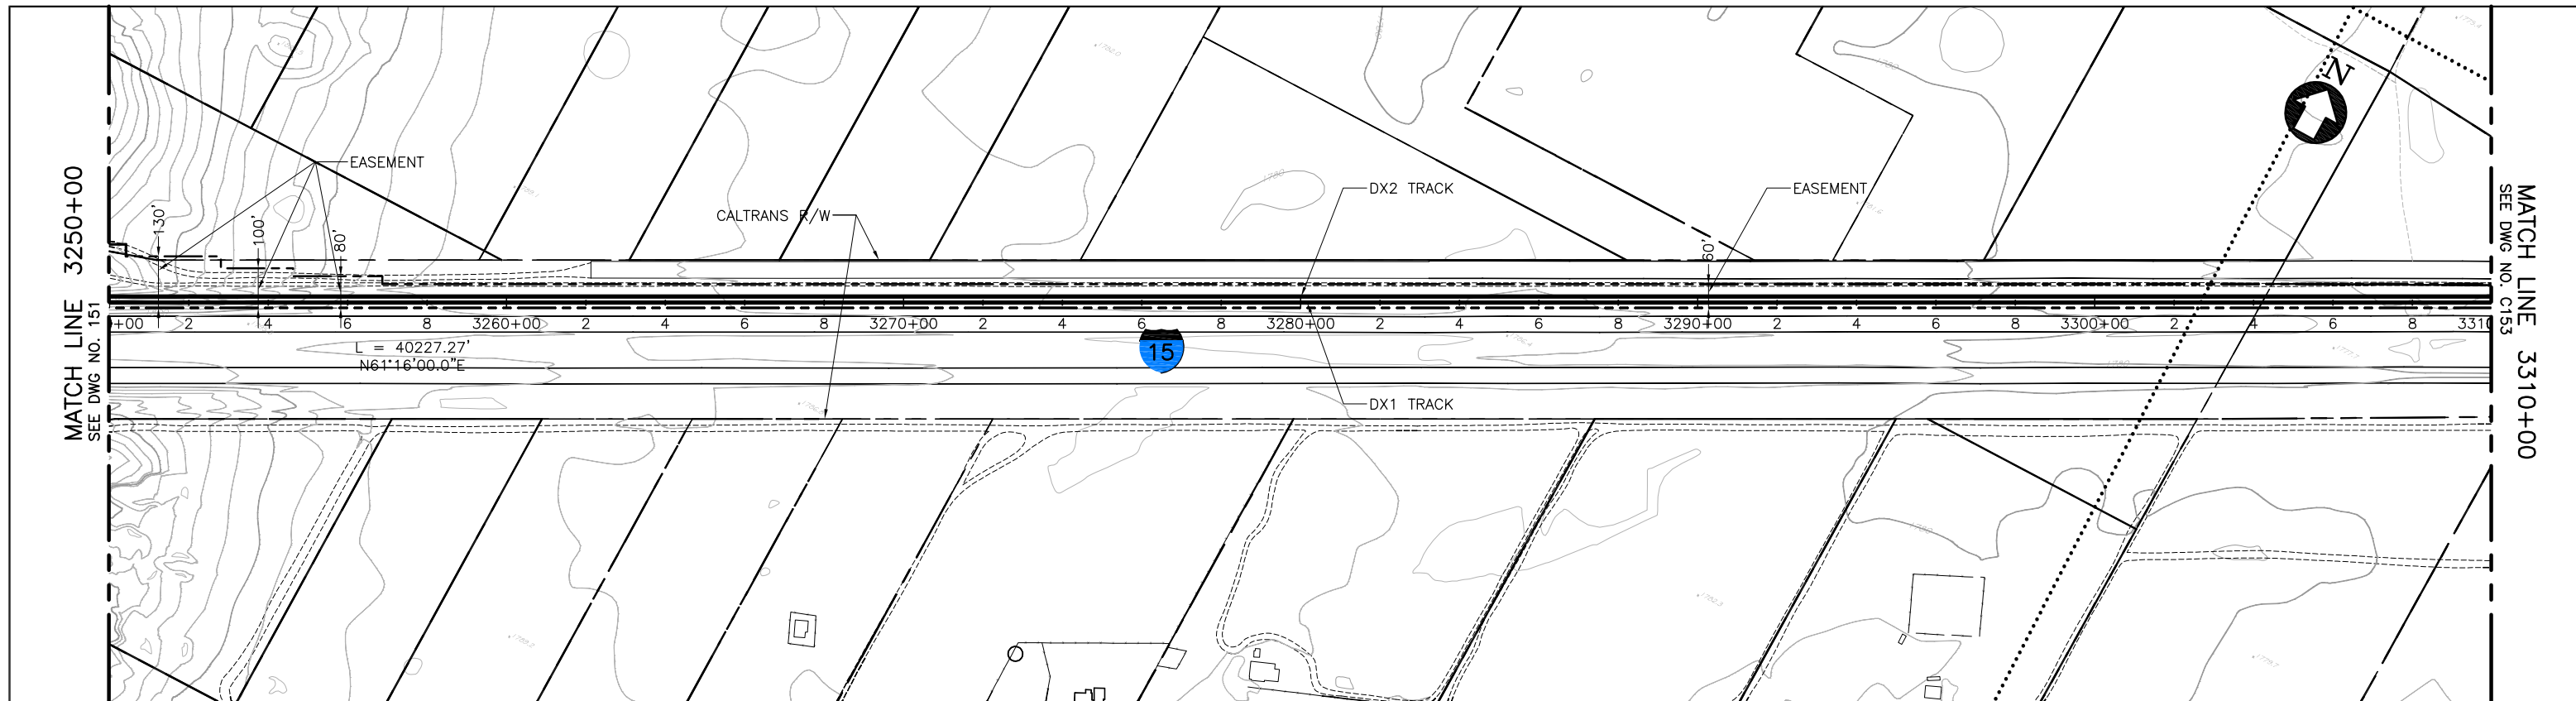 MATCH LINE 3250+00
SEE DWG NO. 151
EASEMENT
130'
100'
80'
CALTRANS R/W
DX2 TRACK
EASEMENT
60'
N
+00 2 4 6 8 3260+00 2 4 6 8 3270+00 2 4 6 8 3280+00 2 4 6 8 3290+00 2 4 6 8 3300+00 2 4 6 8 3310
L = 40227.27'
N61°16'00.0"E
15
DX1 TRACK
1780
1780
MATCH LINE 3310+00
SEE DWG NO. C153